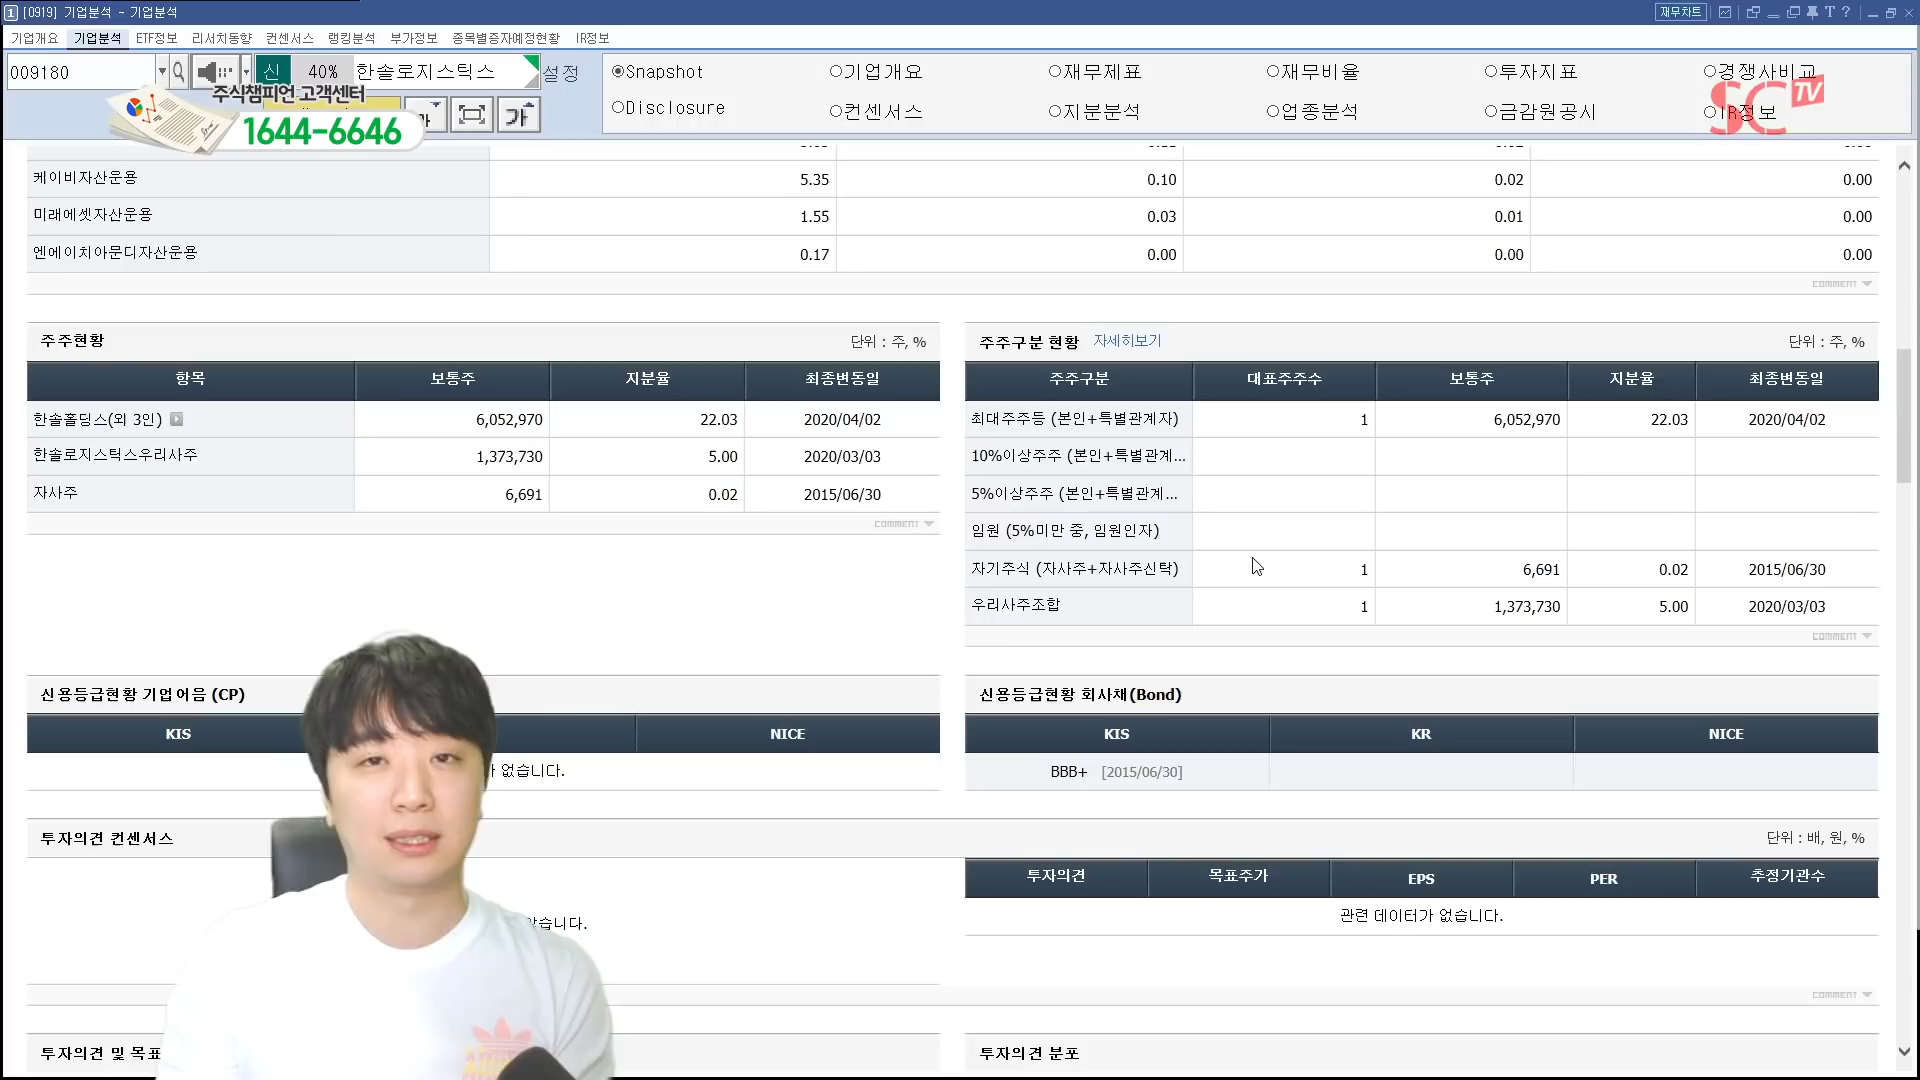 1 [0919] 기업분석 - 기업분석
재무차트 T ?
기업개요 기업분석 ETF정보 리서치동향 컨센서스 랭킹분석 부가정보 종목별증자예정현황 IR정보
009180 신 40% 한솔로지스틱스 설정
Snapshot 기업개요 재무제표 재무비율 투자지표 경쟁사비교
Disclosure 컨센서스 지분분석 업종분석 금감원공시 IR정보
주식챔피언 고객센터
1644-6646
가
SC TV
케이비자산운용 5.35 0.10 0.02 0.00
미래에셋자산운용 1.55 0.03 0.01 0.00
엔에이치아문디자산운용 0.17 0.00 0.00 0.00
COMMENT
주주현황 단위 : 주, %
항목 보통주 지분율 최종변동일
한솔홀딩스(외 3인) 6,052,970 22.03 2020/04/02
한솔로지스틱스우리사주 1,373,730 5.00 2020/03/03
자사주 6,691 0.02 2015/06/30
COMMENT
주주구분 현황 자세히보기 단위 : 주, %
주주구분 대표주주수 보통주 지분율 최종변동일
최대주주등 (본인+특별관계자) 1 6,052,970 22.03 2020/04/02
10%이상주주 (본인+특별관계...
5%이상주주 (본인+특별관계...
임원 (5%미만 중, 임원인자)
자기주식 (자사주+자사주신탁) 1 6,691 0.02 2015/06/30
우리사주조합 1 1,373,730 5.00 2020/03/03
COMMENT
신용등급현황 기업어음 (CP)
KIS NICE
없습니다.
신용등급현황 회사채(Bond)
KIS KR NICE
BBB+ [2015/06/30]
투자의견 컨센서스 단위 : 배, 원, %
투자의견 목표주가 EPS PER 추정기관수
관련 데이터가 없습니다.
않습니다.
COMMENT
투자의견 및 목표
투자의견 분포